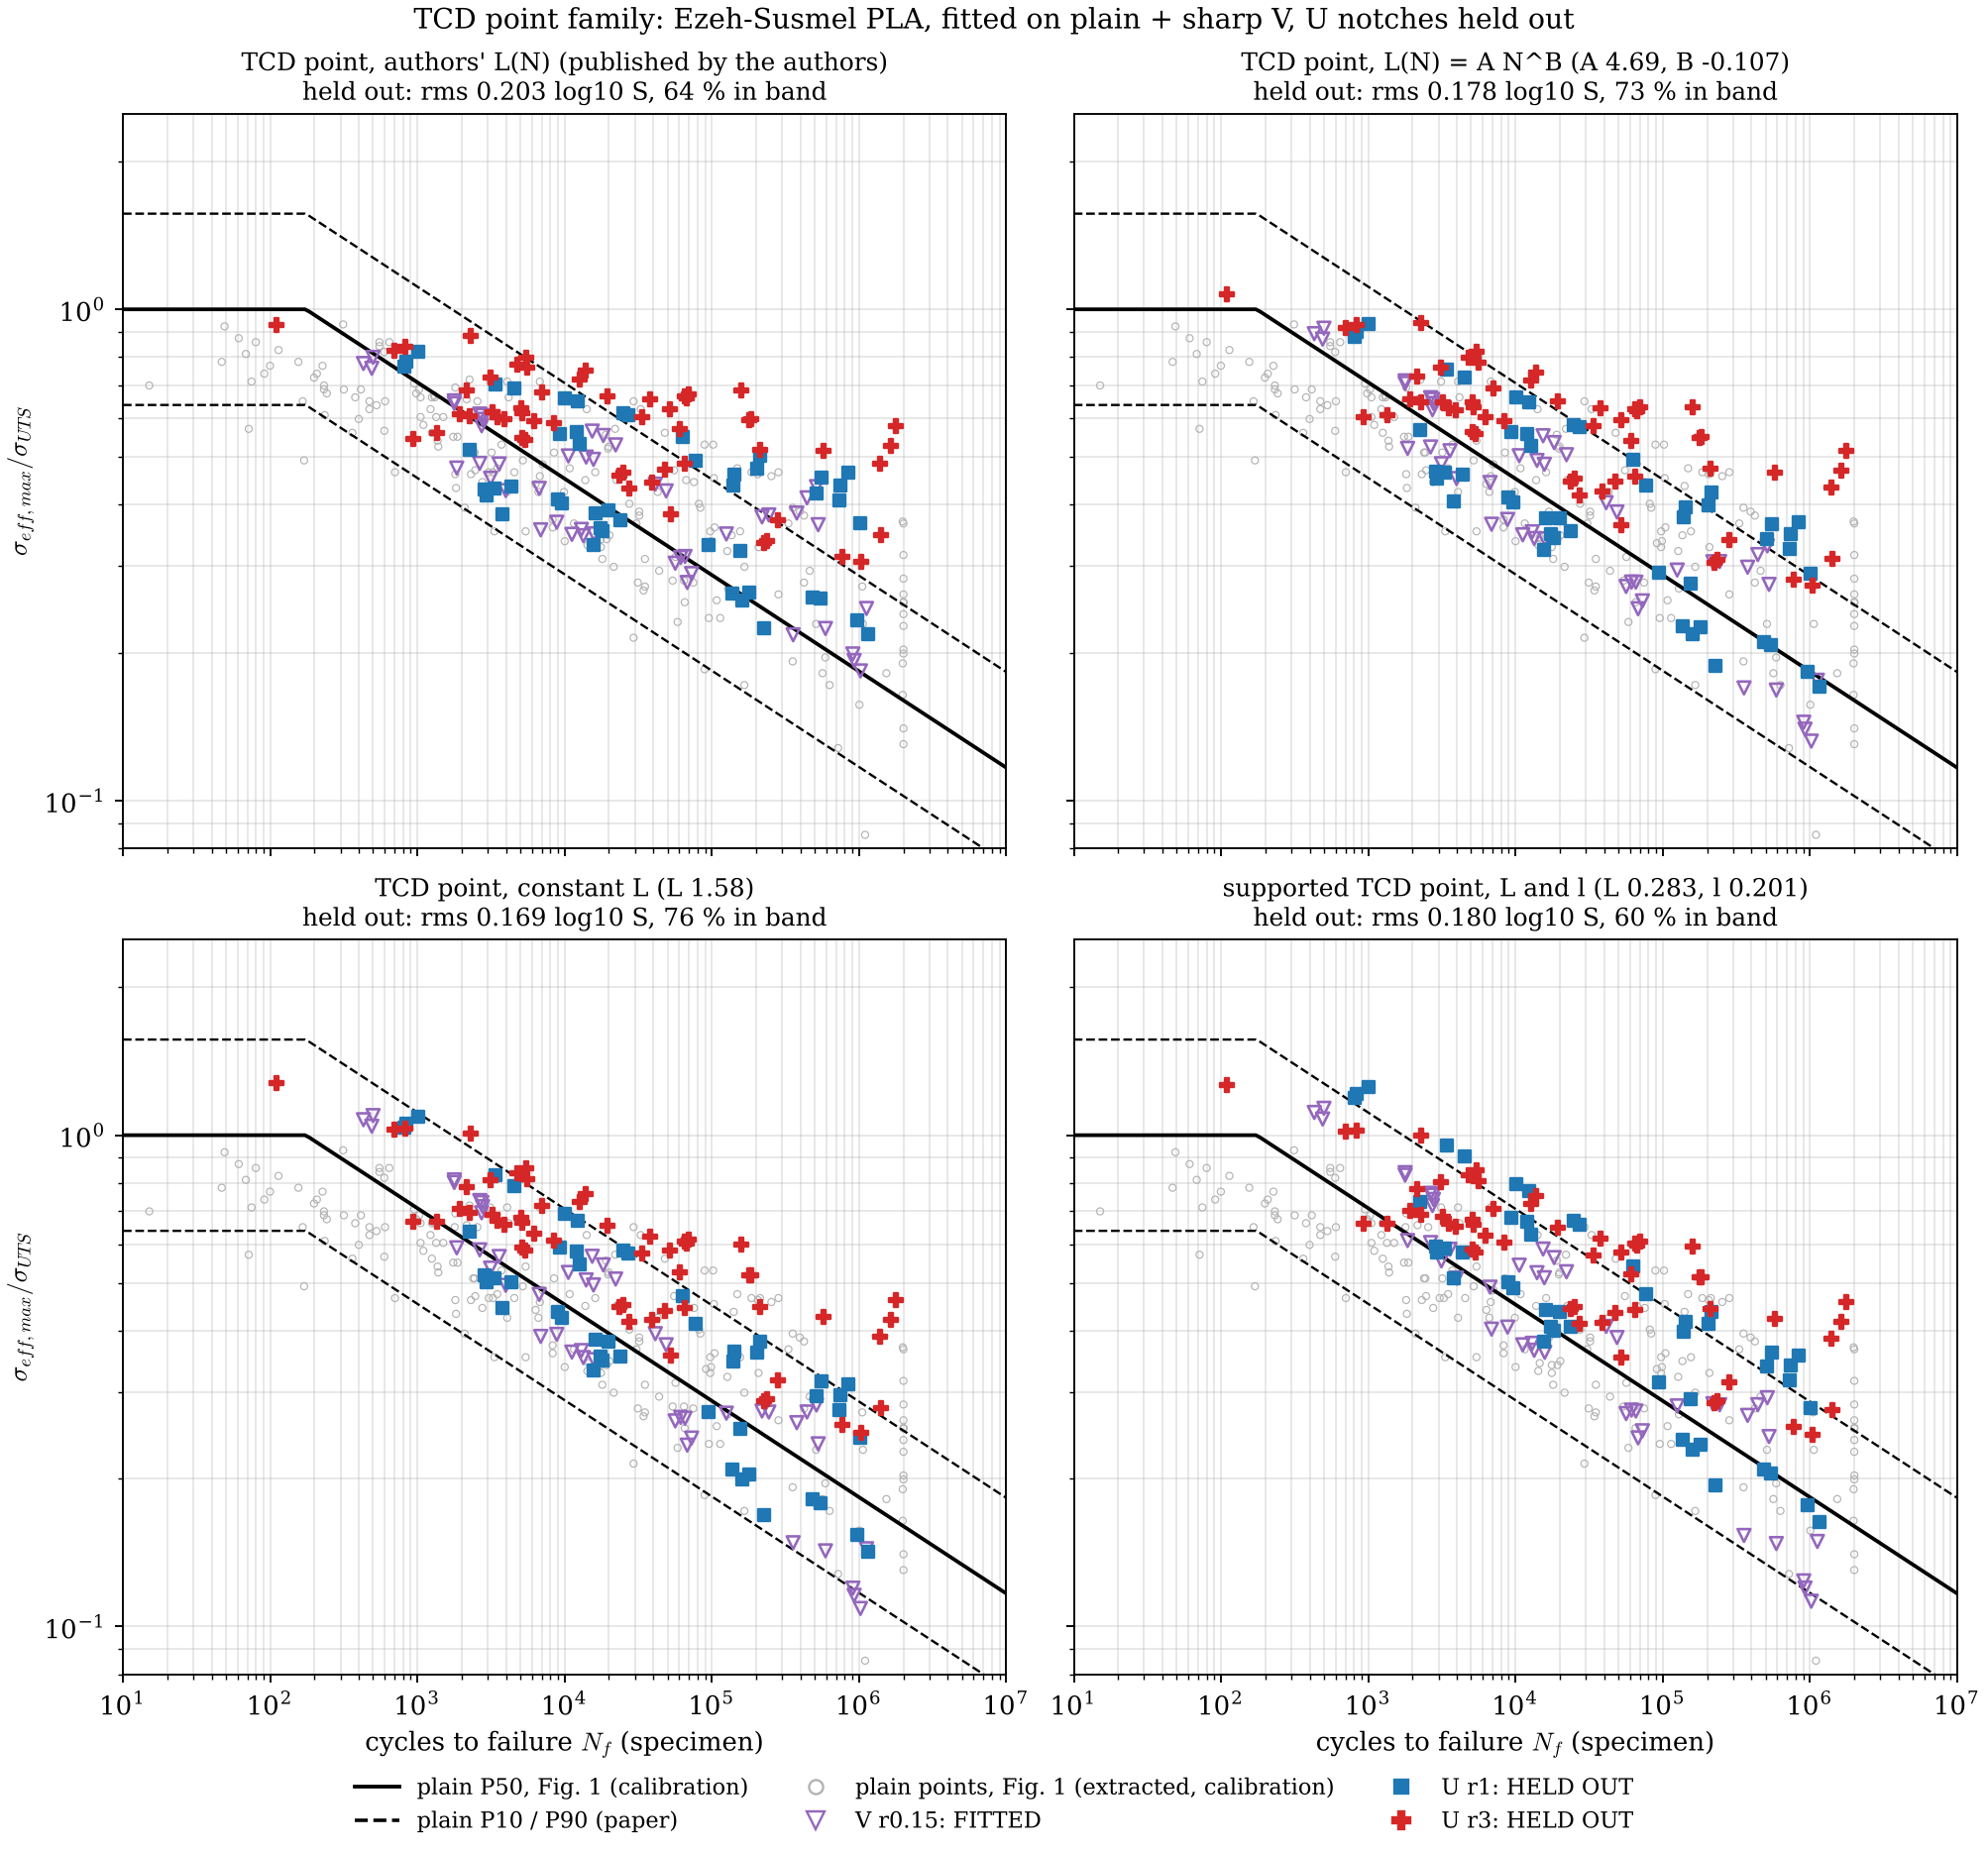 TCD point family: Ezeh-Susmel PLA, fitted on plain + sharp V, U notches held out
TCD point, authors' L(N) (published by the authors)
held out: rms 0.203 log10 S, 64 % in band
TCD point, L(N) = A N^B (A 4.69, B -0.107)
held out: rms 0.178 log10 S, 73 % in band
10⁰
10⁻¹
σ_eff,max/σ_UTS
TCD point, constant L (L 1.58)
held out: rms 0.169 log10 S, 76 % in band
supported TCD point, L and l (L 0.283, l 0.201)
held out: rms 0.180 log10 S, 60 % in band
10⁰
10⁻¹
σ_eff,max/σ_UTS
10¹ 10² 10³ 10⁴ 10⁵ 10⁶ 10⁷
10¹ 10² 10³ 10⁴ 10⁵ 10⁶ 10⁷
cycles to failure N_f (specimen)
cycles to failure N_f (specimen)
plain P50, Fig. 1 (calibration)
plain P10 / P90 (paper)
plain points, Fig. 1 (extracted, calibration)
V r0.15: FITTED
U r1: HELD OUT
U r3: HELD OUT